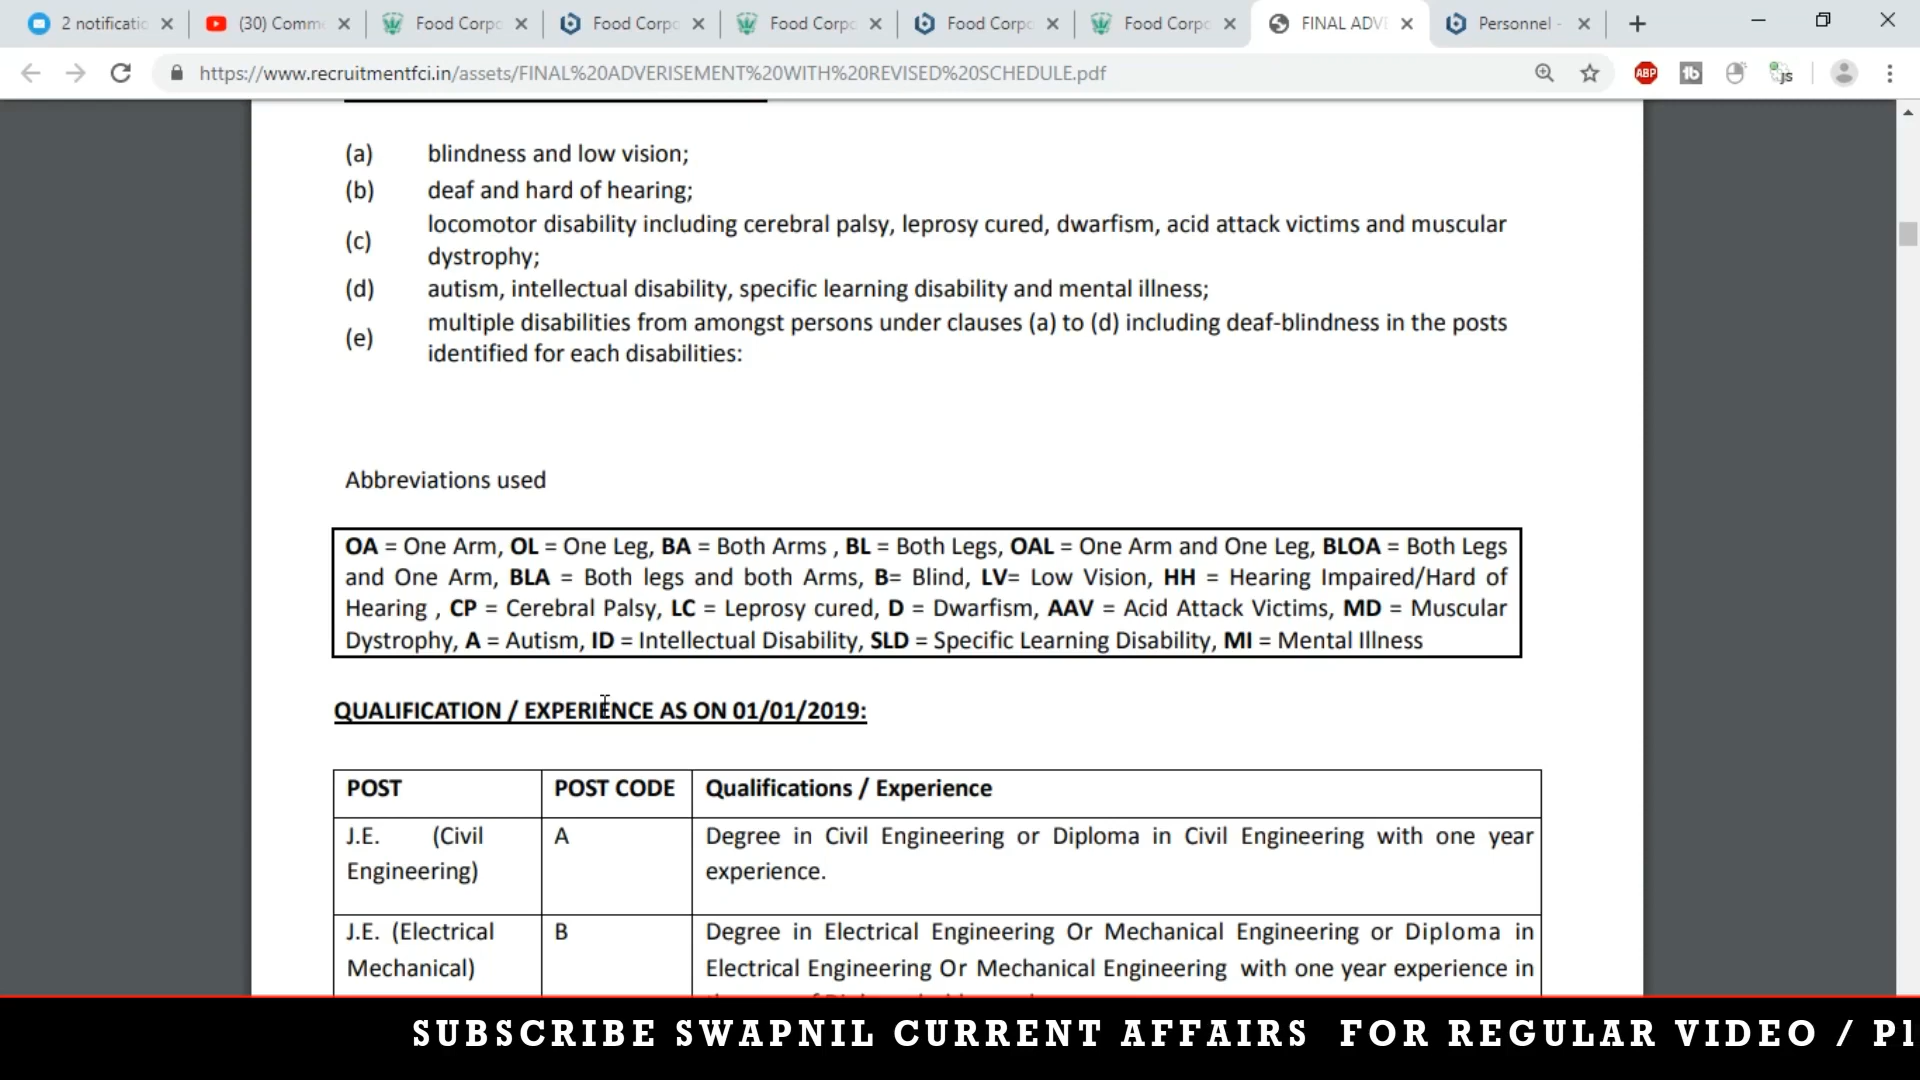 2 notificatic
(30) Comme
Food Corpo
Food Corpo
Food Corpo
Food Corpo
Food Corpo
FINAL ADVE
Personnel -
https://www.recruitmentfci.in/assets/FINAL%20ADVERISEMENT%20WITH%20REVISED%20SCHEDULE.pdf
ABP
JS
(a) blindness and low vision;
(b) deaf and hard of hearing;
(c) locomotor disability including cerebral palsy, leprosy cured, dwarfism, acid attack victims and muscular
dystrophy;
(d) autism, intellectual disability, specific learning disability and mental illness;
(e) multiple disabilities from amongst persons under clauses (a) to (d) including deaf-blindness in the posts
identified for each disabilities:
Abbreviations used
OA = One Arm, OL = One Leg, BA = Both Arms , BL = Both Legs, OAL = One Arm and One Leg, BLOA = Both Legs
and One Arm, BLA = Both legs and both Arms, B= Blind, LV= Low Vision, HH = Hearing Impaired/Hard of
Hearing , CP = Cerebral Palsy, LC = Leprosy cured, D = Dwarfism, AAV = Acid Attack Victims, MD = Muscular
Dystrophy, A = Autism, ID = Intellectual Disability, SLD = Specific Learning Disability, MI = Mental Illness
QUALIFICATION / EXPERIENCE AS ON 01/01/2019:
POST POST CODE Qualifications / Experience
J.E. (Civil A Degree in Civil Engineering or Diploma in Civil Engineering with one year
Engineering) experience.
J.E. (Electrical B Degree in Electrical Engineering Or Mechanical Engineering or Diploma in
Mechanical) Electrical Engineering Or Mechanical Engineering with one year experience in
SUBSCRIBE SWAPNIL CURRENT AFFAIRS FOR REGULAR VIDEO / Pl